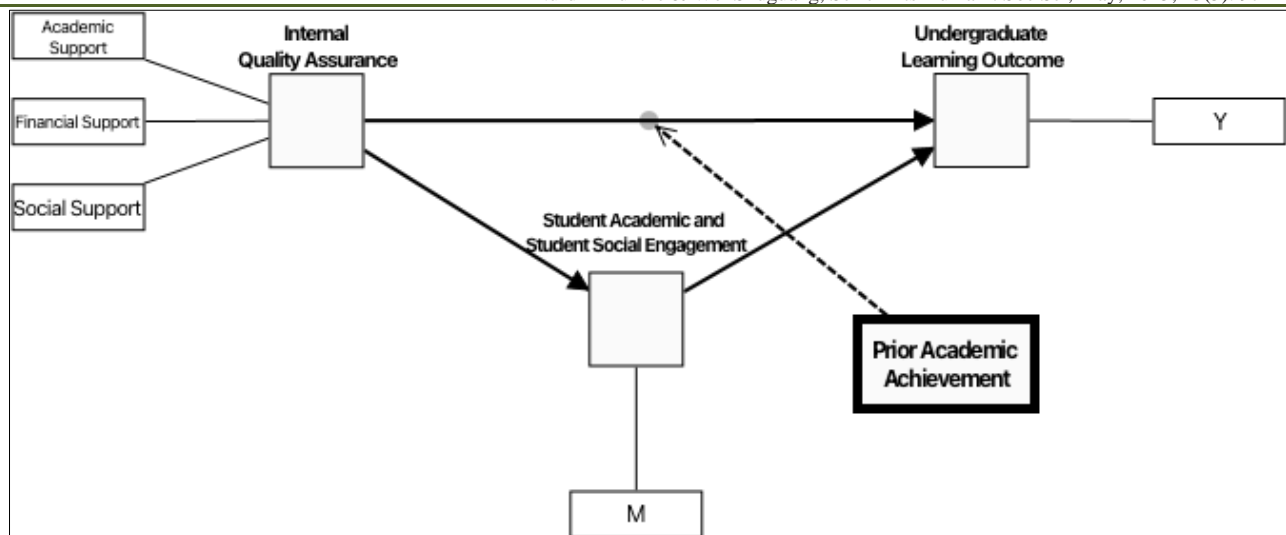 Academic
Support
Financial Support
Social Support
Internal
Quality Assurance
Undergraduate
Learning Outcome
Y
Student Academic and
Student Social Engagement
Prior Academic
Achievement
M